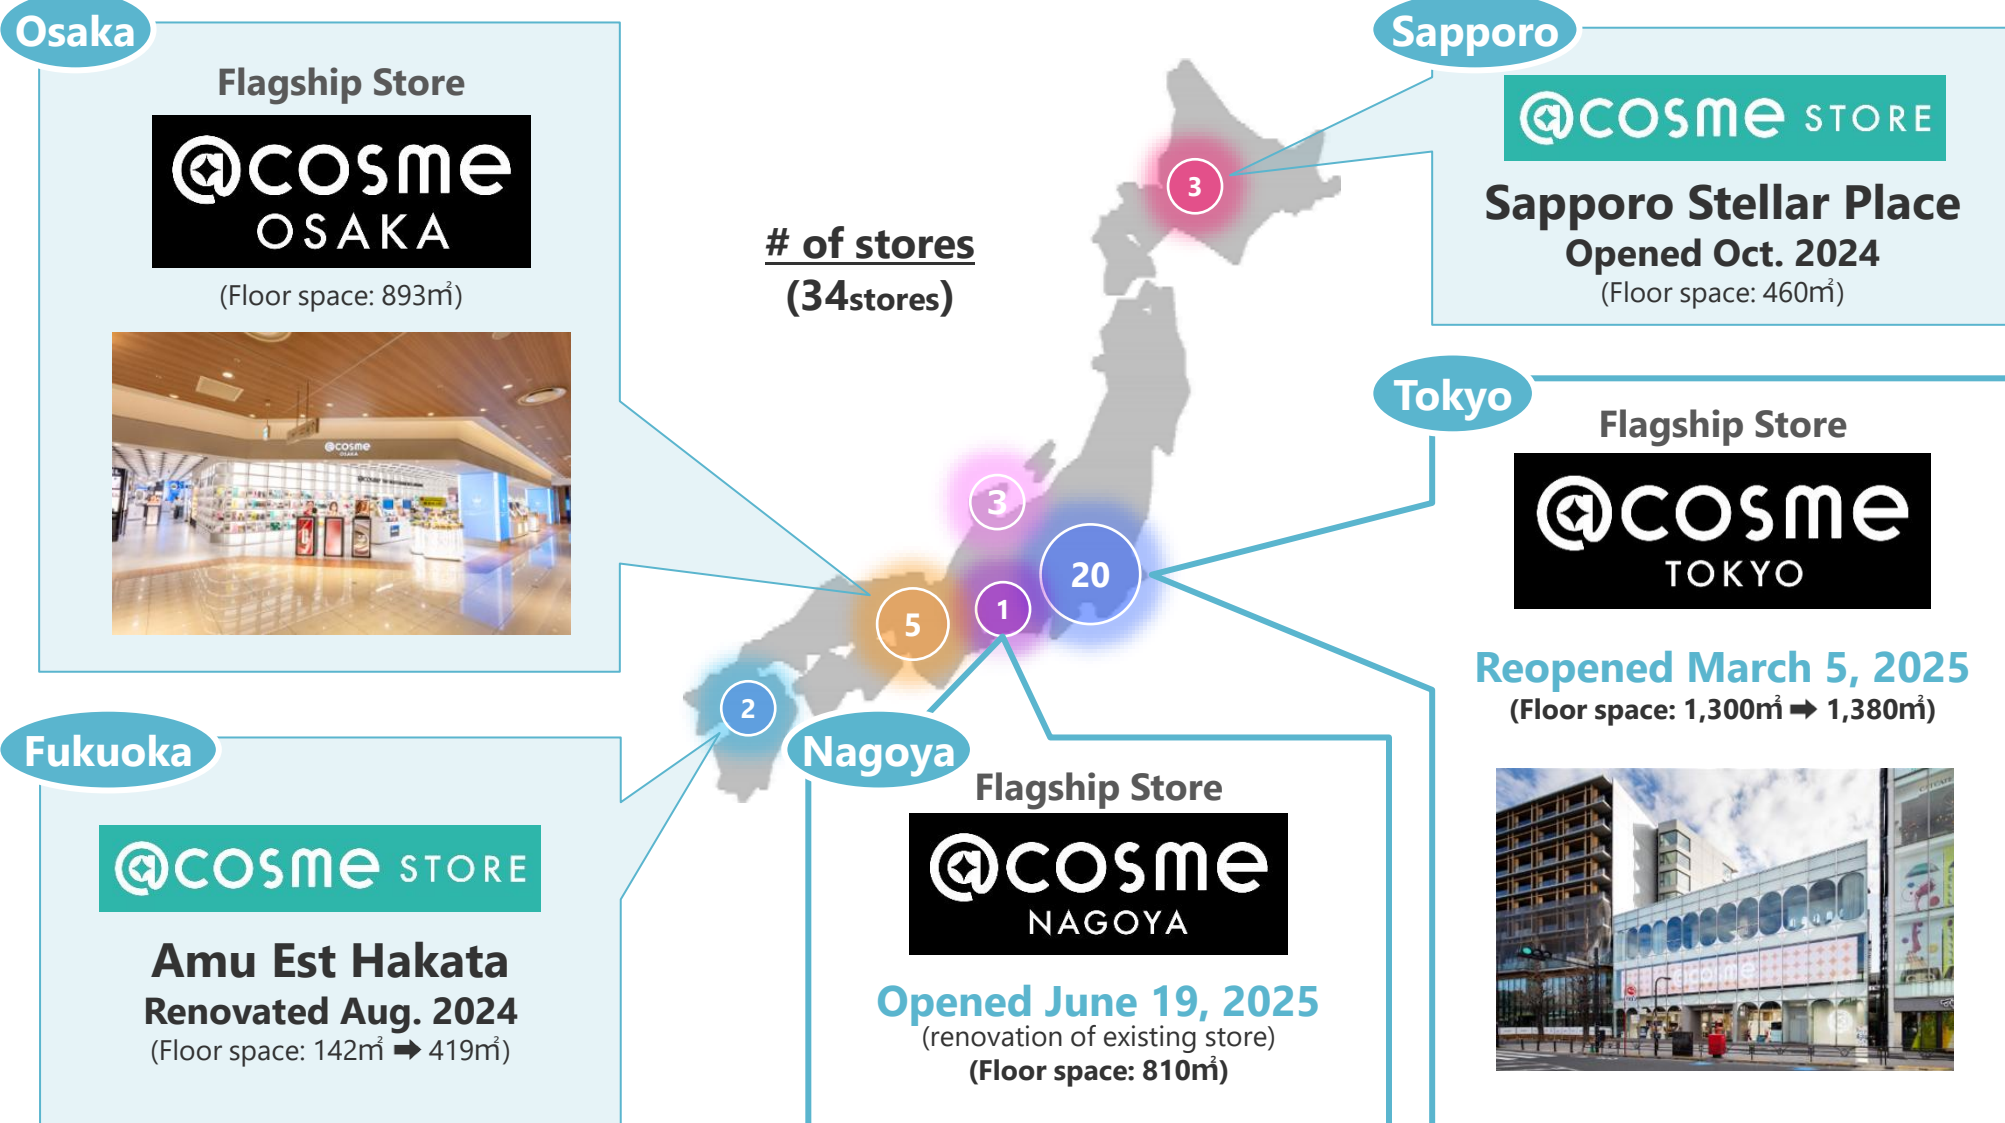 Osaka
Flagship Store
@cosme
OSAKA
(Floor space: 893㎡)
@cosme
OSAKA
# of stores
(34stores)
3
3
20
1
5
2
Sapporo
@cosme STORE
Sapporo Stellar Place
Opened Oct. 2024
(Floor space: 460㎡)
Tokyo
Flagship Store
@cosme
TOKYO
Reopened March 5, 2025
(Floor space: 1,300㎡ ➡ 1,380㎡)
@cosme
Fukuoka
@cosme STORE
Amu Est Hakata
Renovated Aug. 2024
(Floor space: 142㎡ ➡ 419㎡)
Nagoya
Flagship Store
@cosme
NAGOYA
Opened June 19, 2025
(renovation of existing store)
(Floor space: 810㎡)